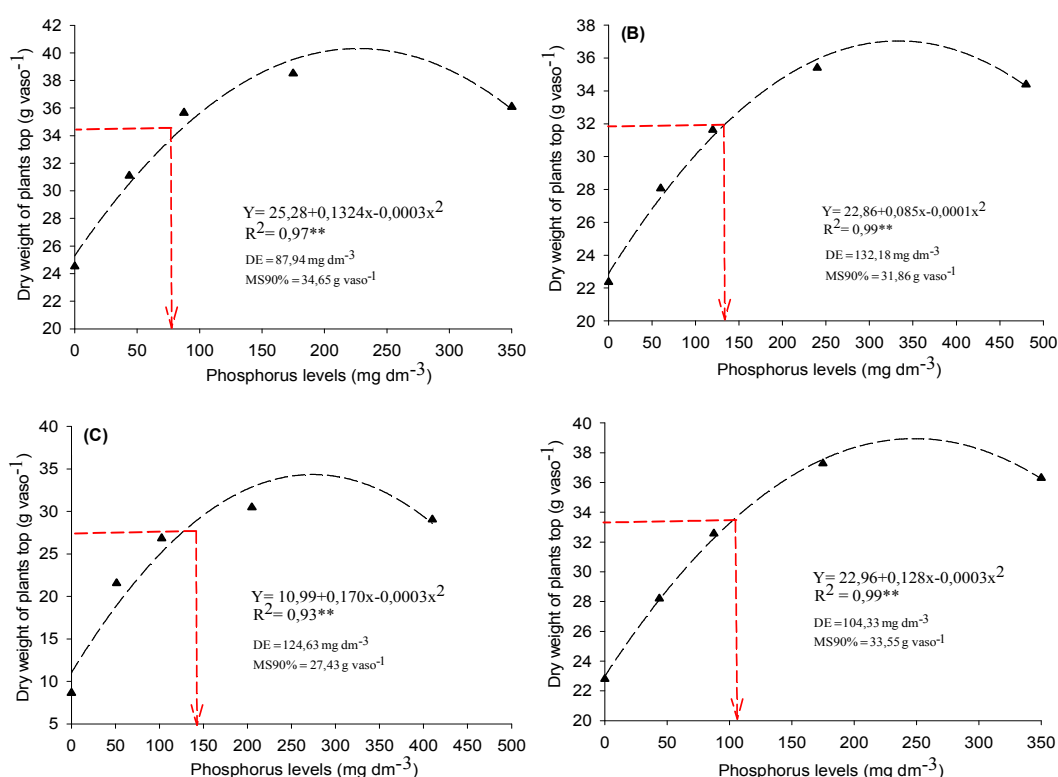 Dry weight of plants top (g vaso-1)
42
40
38
36
34
32
30
28
26
24
22
20
Y= 25,28+0,1324x-0,0003x2
R2= 0,97**
DE = 87,94 mg dm-3
MS90% = 34,65 g vaso-1
0 50 100 150 200 250 300 350
Phosphorus levels (mg dm-3)
(B)
Dry weight of plants top (g vaso-1)
38
36
34
32
30
28
26
24
22
20
Y= 22,86+0,085x-0,0001x2
R2= 0,99**
DE = 132,18 mg dm-3
MS90% = 31,86 g vaso-1
0 50 100 150 200 250 300 350 400 450 500
Phosphorus levels (mg dm-3)
(C)
Dry weight of plants top (g vaso-1)
40
35
30
25
20
15
10
5
Y= 10,99+0,170x-0,0003x2
R2= 0,93**
DE = 124,63 mg dm-3
MS90% = 27,43 g vaso-1
0 50 100 150 200 250 300 350 400 450 500
Phosphorus levels (mg dm-3)
Dry weight of plants top (g vaso-1)
40
39
38
37
36
35
34
33
32
31
30
29
28
27
26
25
24
23
22
21
20
Y= 22,96+0,128x-0,0003x2
R2 = 0,99**
DE = 104,33 mg dm-3
MS90% = 33,55 g vaso-1
0 50 100 150 200 250 300 350
Phosphorus levels (mg dm-3)